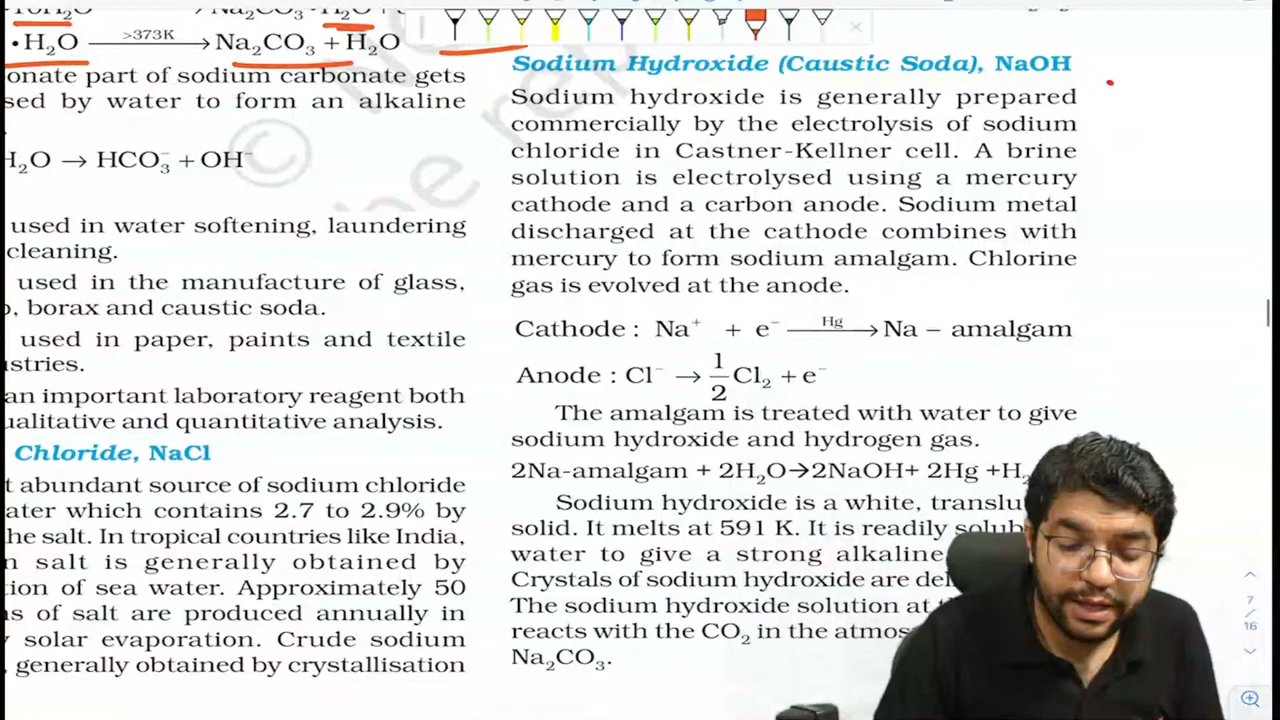 • H₂O >373K→ Na₂CO₃ + H₂O
onate part of sodium carbonate gets
sed by water to form an alkaline
H₂O → HCO₃⁻ + OH⁻
used in water softening, laundering
cleaning.
used in the manufacture of glass,
borax and caustic soda.
used in paper, paints and textile
stries.
an important laboratory reagent both
ualitative and quantitative analysis.
Chloride, NaCl
t abundant source of sodium chloride
ater which contains 2.7 to 2.9% by
he salt. In tropical countries like India,
n salt is generally obtained by
tion of sea water. Approximately 50
ns of salt are produced annually in
solar evaporation. Crude sodium
generally obtained by crystallisation
Sodium Hydroxide (Caustic Soda), NaOH
Sodium hydroxide is generally prepared
commercially by the electrolysis of sodium
chloride in Castner-Kellner cell. A brine
solution is electrolysed using a mercury
cathode and a carbon anode. Sodium metal
discharged at the cathode combines with
mercury to form sodium amalgam. Chlorine
gas is evolved at the anode.
Cathode : Na⁺ + e⁻ Hg→ Na – amalgam
Anode : Cl⁻ → 1/2 Cl₂ + e⁻
The amalgam is treated with water to give
sodium hydroxide and hydrogen gas.
2Na-amalgam + 2H₂O→2NaOH+ 2Hg +H₂
Sodium hydroxide is a white, translu
solid. It melts at 591 K. It is readily solub
water to give a strong alkaline
Crystals of sodium hydroxide are del
The sodium hydroxide solution at t
reacts with the CO₂ in the atmos
Na₂CO₃.
7
/
16